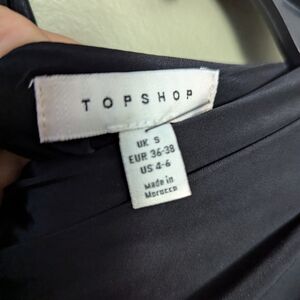 TOPSHOP
UK S
EUR 36-38
US 4-6
Made in
Morocco